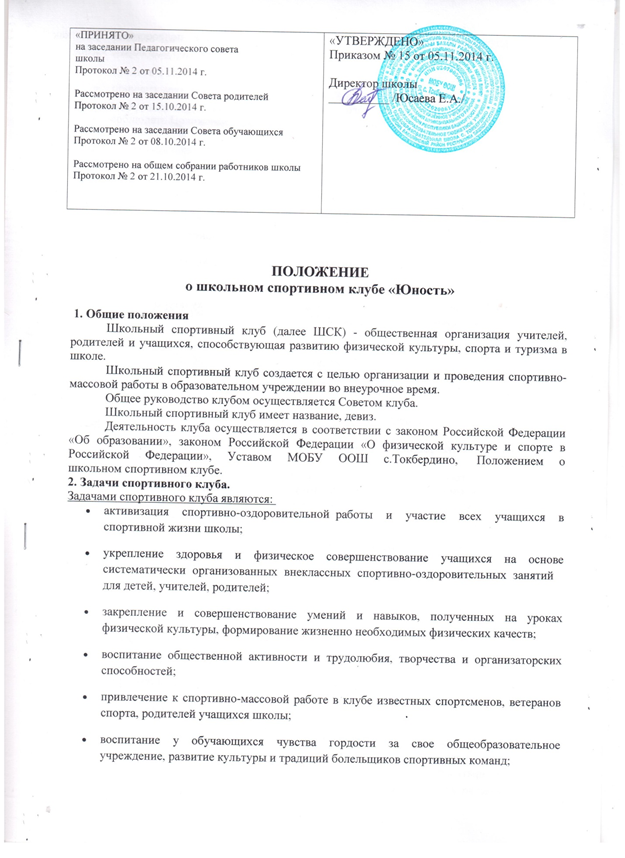 «ПРИНЯТО»
на заседании Педагогического совета
школы
Протокол № 2 от 05.11.2014 г.
Рассмотрено на заседании Совета родителей
Протокол № 2 от 15.10.2014 г.
Рассмотрено на заседании Совета обучающихся
Протокол № 2 от 08.10.2014 г.
Рассмотрено на общем собрании работников школы
Протокол № 2 от 21.10.2014 г.
«УТВЕРЖДЕНО»
Приказом № 15 от 05.11.2014 г.
Директор школы
/Юсаева Е.А./
ПОЛОЖЕНИЕ
о школьном спортивном клубе «Юность»
1. Общие положения
Школьный спортивный клуб (далее ШСК) - общественная организация учителей,
родителей и учащихся, способствующая развитию физической культуры, спорта и туризма в
школе.
Школьный спортивный клуб создается с целью организации и проведения спортивно-
массовой работы в образовательном учреждении во внеурочное время.
Общее руководство клубом осуществляется Советом клуба.
Школьный спортивный клуб имеет название, девиз.
Деятельность клуба осуществляется в соответствии с законом Российской Федерации
«Об образовании», законом Российской Федерации «О физической культуре и спорте в
Российской Федерации», Уставом МОБУ ООШ с.Токбердино, Положением о
школьном спортивном клубе.
2. Задачи спортивного клуба.
Задачами спортивного клуба являются:
• активизация спортивно-оздоровительной работы и участие всех учащихся в
спортивной жизни школы;
• укрепление здоровья и физическое совершенствование учащихся на основе
систематически организованных внеклассных спортивно-оздоровительных занятий
для детей, учителей, родителей;
• закрепление и совершенствование умений и навыков, полученных на уроках
физической культуры, формирование жизненно необходимых физических качеств;
• воспитание общественной активности и трудолюбия, творчества и организаторских
способностей;
• привлечение к спортивно-массовой работе в клубе известных спортсменов, ветеранов
спорта, родителей учащихся школы;
• воспитание у обучающихся чувства гордости за свое общеобразовательное
учреждение, развитие культуры и традиций болельщиков спортивных команд;